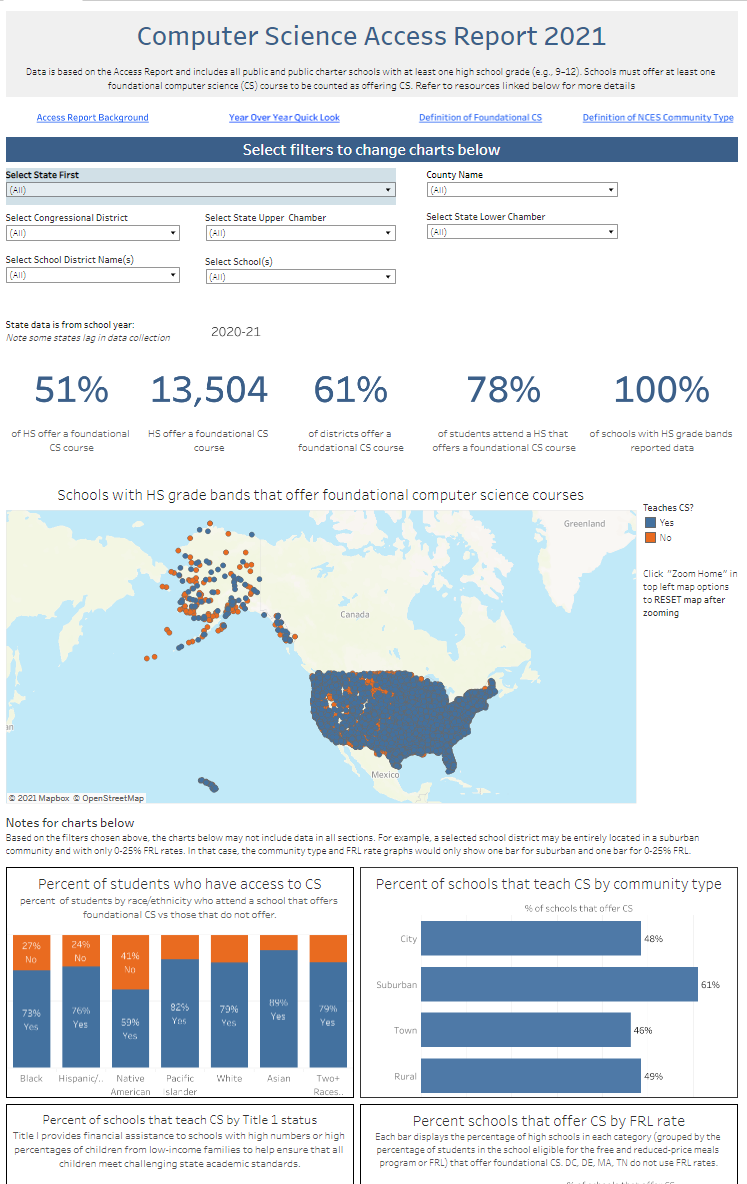 Computer Science Access Report 2021
Data is based on the Access Report and includes all public and public charter schools with at least one high school grade (e.g., 9–12). Schools must offer at least one
foundational computer science (CS) course to be counted as offering CS. Refer to resources linked below for more details
Access Report Background
Year Over Year Quick Look
Definition of Foundational CS
Definition of NCES Community Type
Select filters to change charts below
Select State First
(All)
County Name
(All)
Select Congressional District
(All)
Select State Upper Chamber
(All)
Select State Lower Chamber
(All)
Select School District Name(s)
(All)
Select School(s)
(All)
State data is from school year:
Note some states lag in data collection
2020-21
51%
of HS offer a foundational
CS course
13,504
HS offer a foundational CS
course
61%
of districts offer a
foundational CS course
78%
of students attend a HS that
offers a foundational CS course
100%
of schools with HS grade bands
reported data
Schools with HS grade bands that offer foundational computer science courses
Greenland
Canada
Mexico
© 2021 Mapbox © OpenStreetMap
Teaches CS?
Yes
No
Click "Zoom Home" in
top left map options
to RESET map after
zooming
Notes for charts below
Based on the filters chosen above, the charts below may not include data in all sections. For example, a selected school district may be entirely located in a suburban
community and with only 0-25% FRL rates. In that case, the community type and FRL rate graphs would only show one bar for suburban and one bar for 0-25% FRL.
Percent of students who have access to CS
percent of students by race/ethnicity who attend a school that offers
foundational CS vs those that do not offer.
27%
No
24%
No
41%
No
73%
Yes
76%
Yes
59%
Yes
82%
Yes
79%
Yes
89%
Yes
79%
Yes
Black
Hispanic/..
Native
American
Pacific
Islander
White
Asian
Two+
Races..
Percent of schools that teach CS by community type
% of schools that offer CS
City
48%
Suburban
61%
Town
46%
Rural
49%
Percent of schools that teach CS by Title 1 status
Title I provides financial assistance to schools with high numbers or high
percentages of children from low-income families to help ensure that all
children meet challenging state academic standards.
Percent schools that offer CS by FRL rate
Each bar displays the percentage of high schools in each category (grouped by the
percentage of students in the school eligible for the free and reduced-price meals
program or FRL) that offer foundational CS. DC, DE, MA, TN do not use FRL rates.